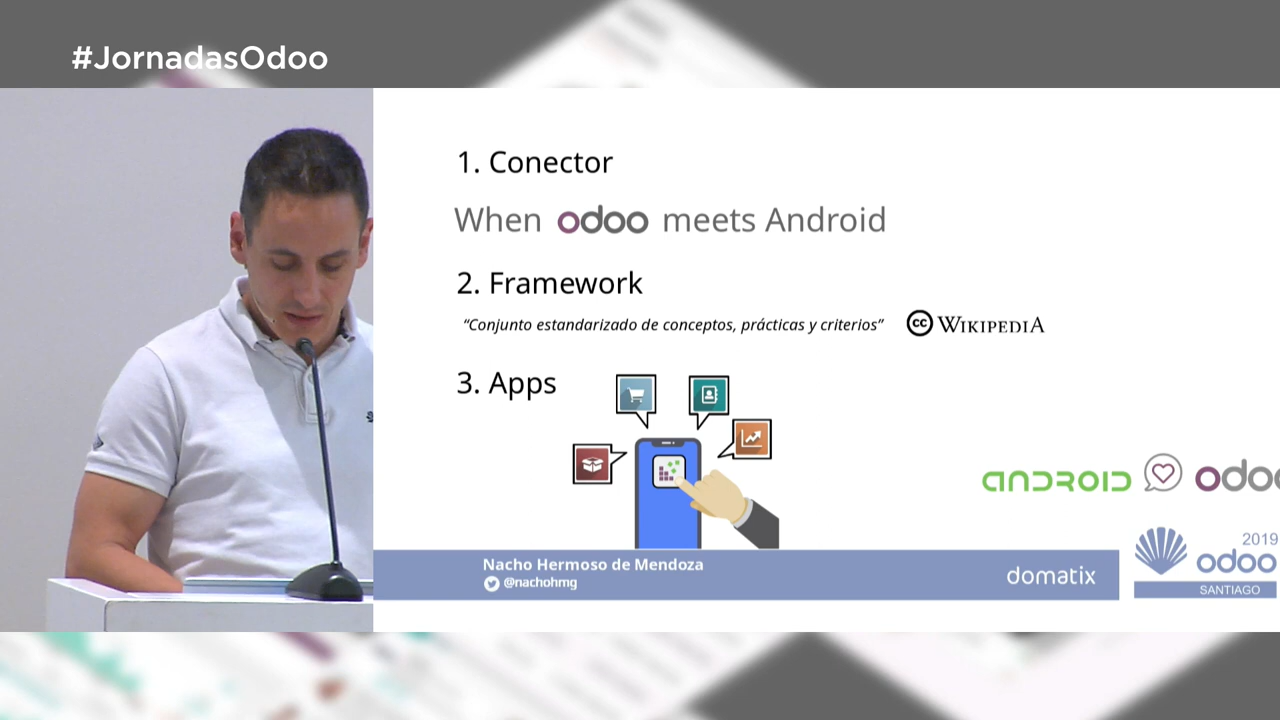 #JornadasOdoo
1. Conector
When odoo meets Android
2. Framework
“Conjunto estandarizado de conceptos, prácticas y criterios” cc WIKIPEDIA
3. Apps
ANDROID odoo
Nacho Hermoso de Mendoza
@nachohmg
domatix
2019
odoo
SANTIAGO